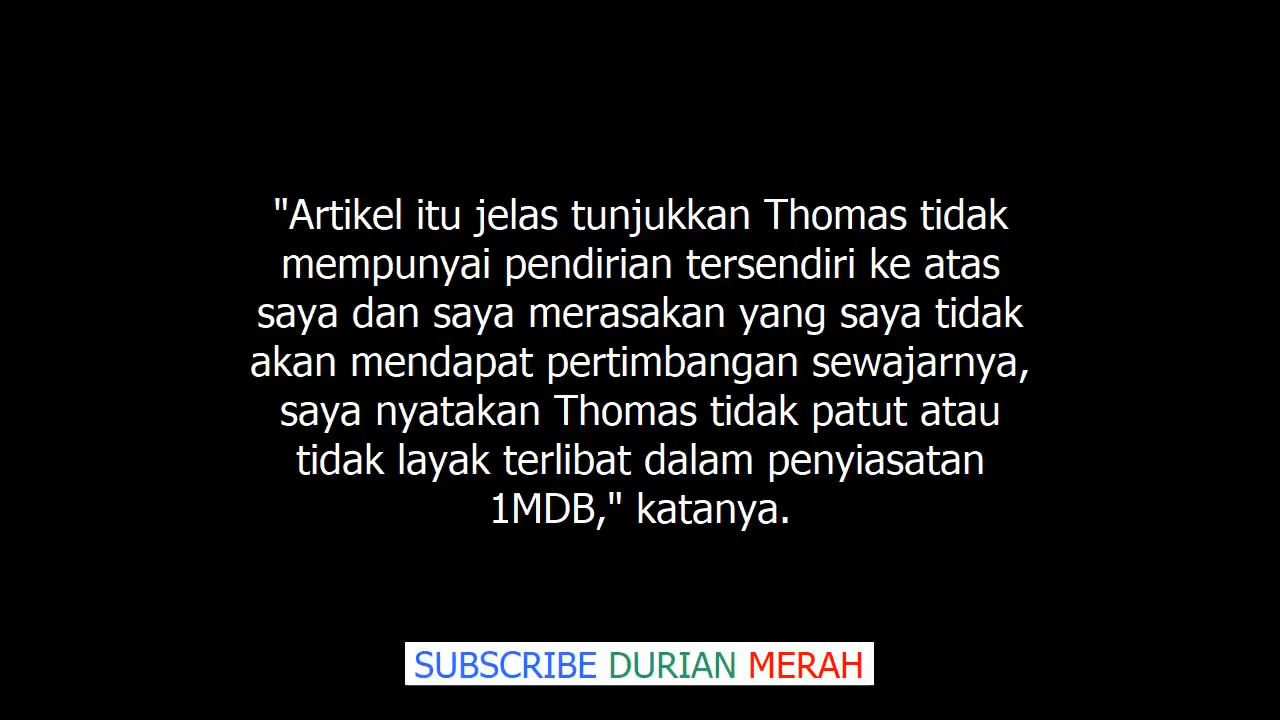 "Artikel itu jelas tunjukkan Thomas tidak
mempunyai pendirian tersendiri ke atas
saya dan saya merasakan yang saya tidak
akan mendapat pertimbangan sewajarnya,
saya nyatakan Thomas tidak patut atau
tidak layak terlibat dalam penyiasatan
1MDB," katanya.
SUBSCRIBE DURIAN MERAH